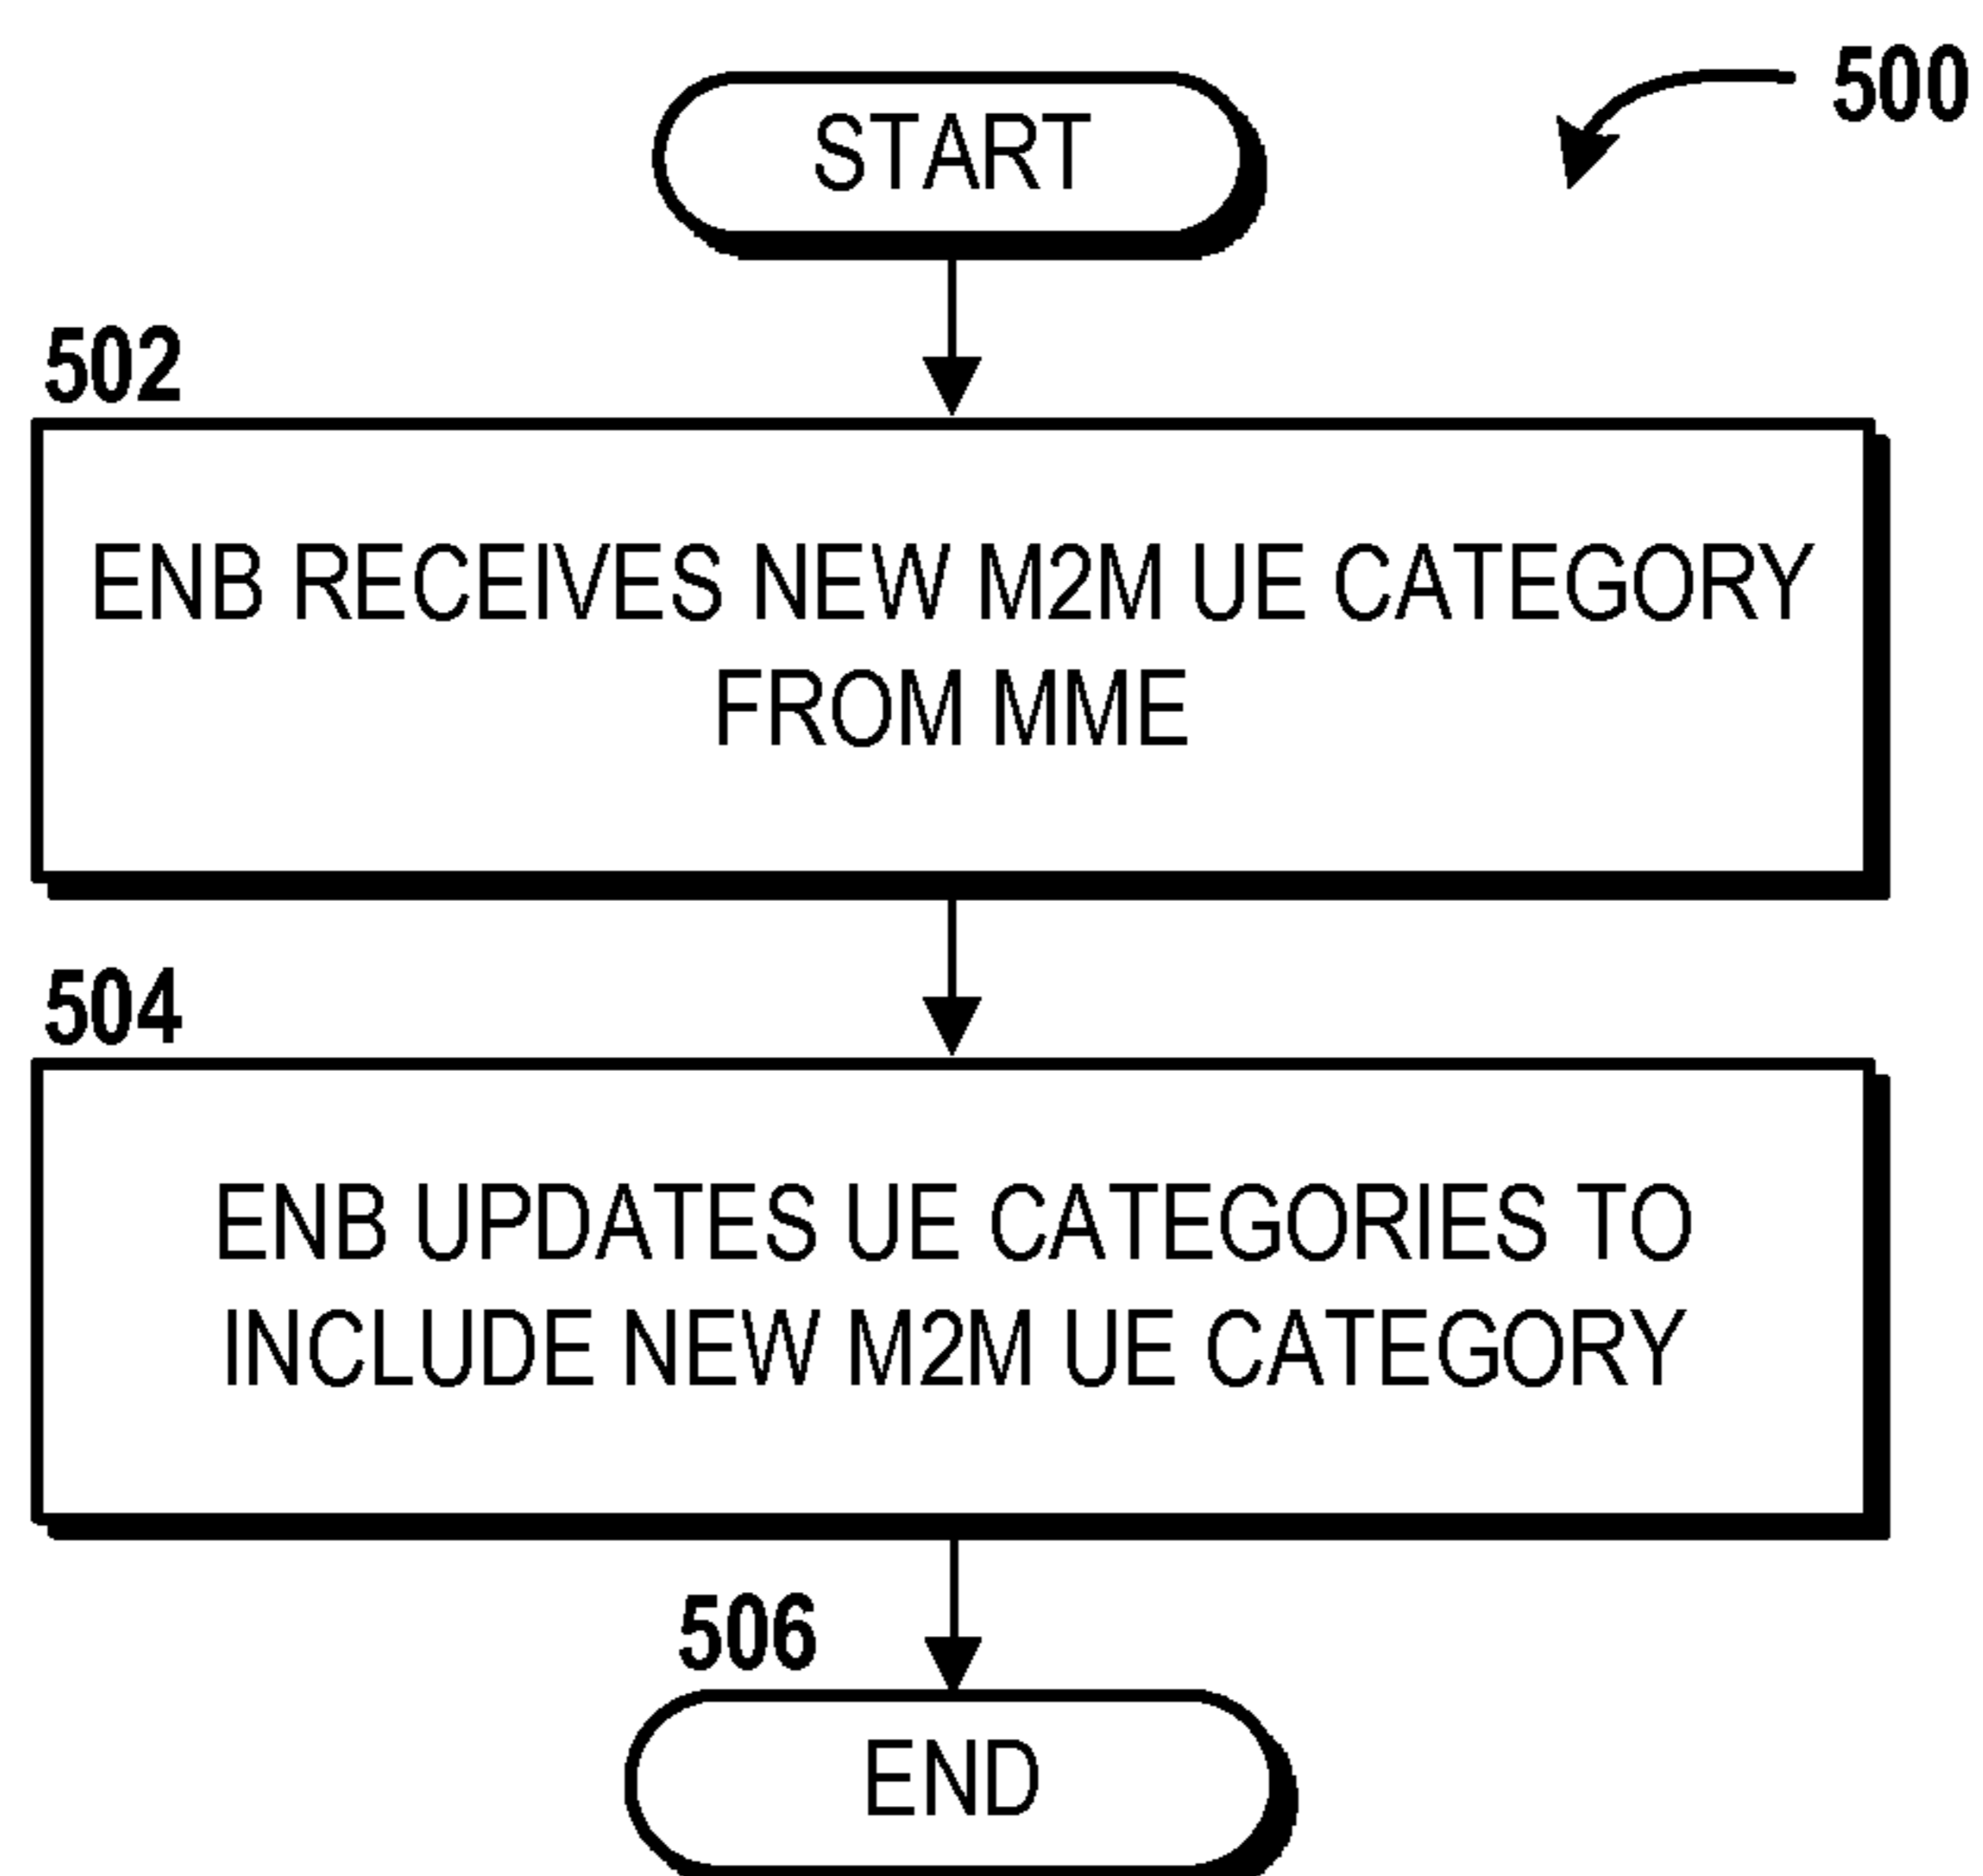 START
500
502
ENB RECEIVES NEW M2M UE CATEGORY
FROM MME
504
ENB UPDATES UE CATEGORIES TO
INCLUDE NEW M2M UE CATEGORY
506
END